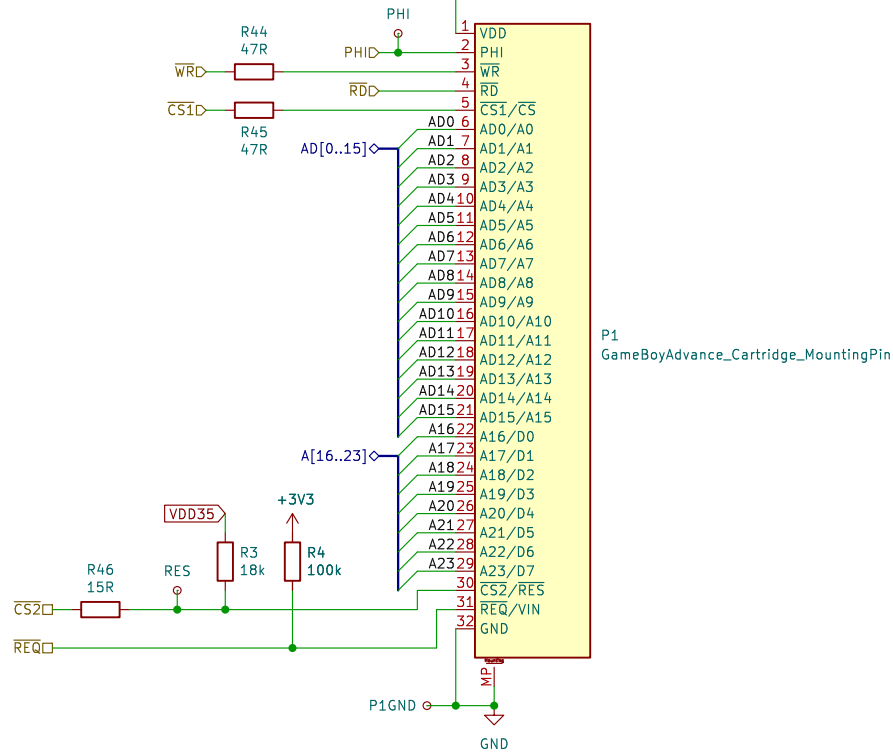 PHI
R44
47R
1
VDD
PHI
2
PHI
WR
3
WR
RD
4
RD
CS1
5
CS1/CS
R45
47R
AD[0..15]
AD0
6
AD0/A0
AD1
7
AD1/A1
AD2
8
AD2/A2
AD3
9
AD3/A3
AD4
10
AD4/A4
AD5
11
AD5/A5
AD6
12
AD6/A6
AD7
13
AD7/A7
AD8
14
AD8/A8
AD9
15
AD9/A9
AD10
16
AD10/A10
AD11
17
AD11/A11
AD12
18
AD12/A12
AD13
19
AD13/A13
AD14
20
AD14/A14
AD15
21
AD15/A15
P1
GameBoyAdvance_Cartridge_MountingPin
A[16..23]
A16
22
A16/D0
A17
23
A17/D1
A18
24
A18/D2
A19
25
A19/D3
A20
26
A20/D4
A21
27
A21/D5
A22
28
A22/D6
A23
29
A23/D7
30
CS2/RES
31
REQ/VIN
32
GND
+3V3
VDD35
R3
18k
R4
100k
RES
R46
15R
CS2
REQ
MP
P1GND
GND